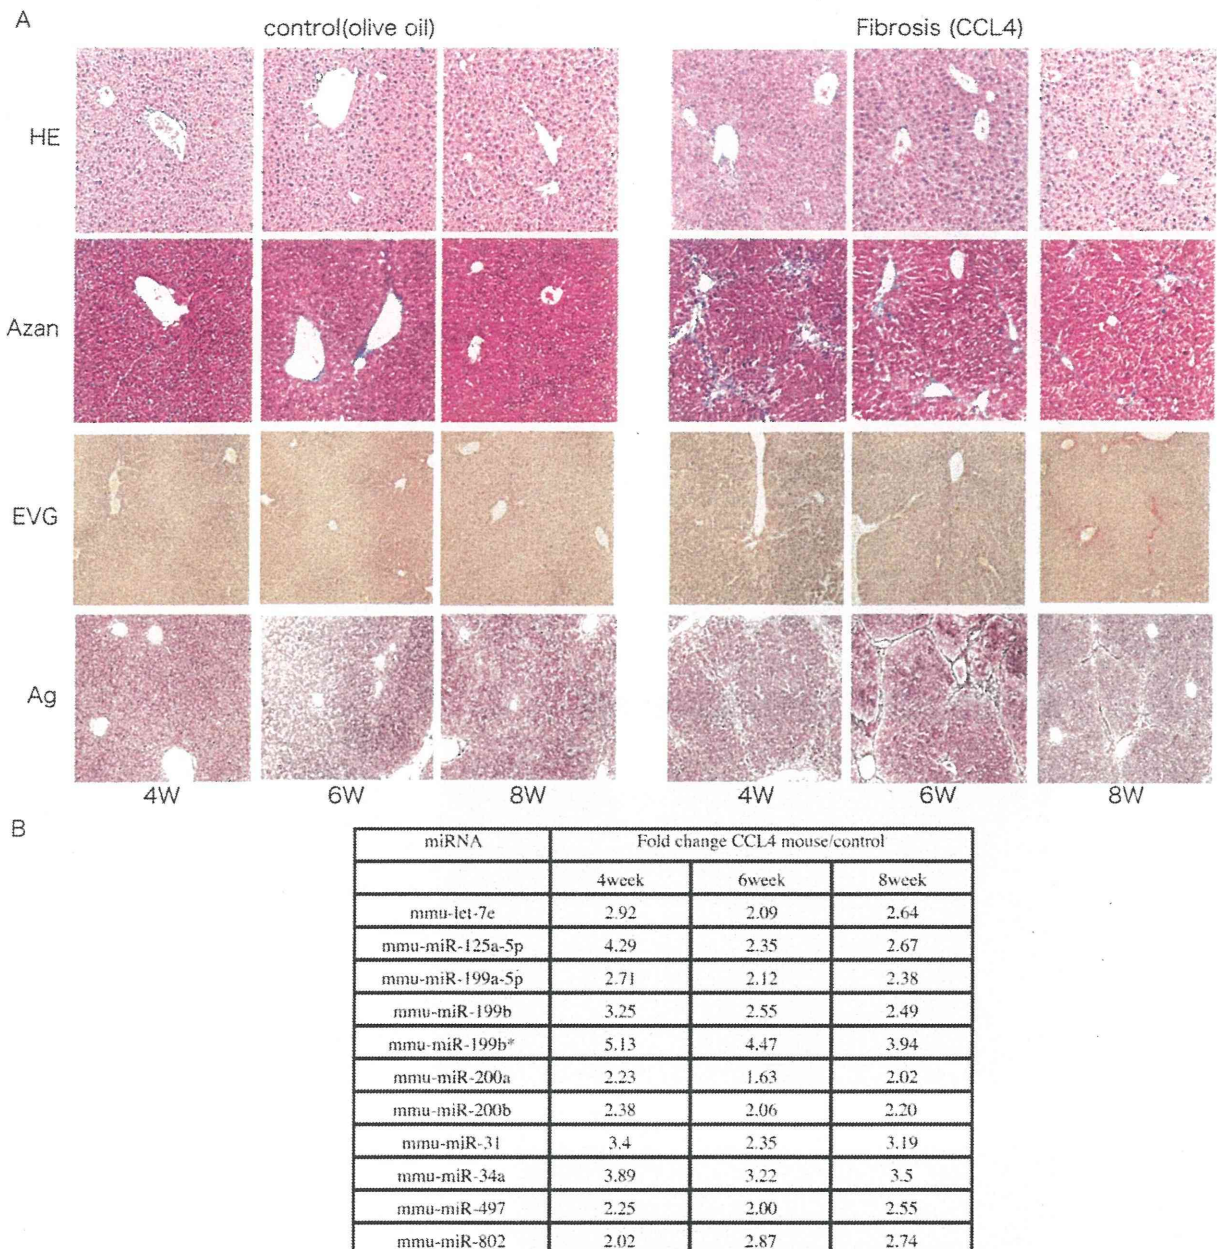 A
control(olive oil)
Fibrosis (CCL4)
HE
Azan
EVG
Ag
4W 6W 8W 4W 6W 8W
B
miRNA Fold change CCL4 mouse/control
4week 6week 8week
mmu-let-7e 2.92 2.09 2.64
mmu-miR-125a-5p 4.29 2.35 2.67
mmu-miR-199a-5p 2.71 2.12 2.38
mmu-miR-199b 3.25 2.55 2.49
mmu-miR-199b* 5.13 4.47 3.94
mmu-miR-200a 2.23 1.63 2.02
mmu-miR-200b 2.38 2.06 2.20
mmu-miR-31 3.4 2.35 3.19
mmu-miR-34a 3.89 3.22 3.5
mmu-miR-497 2.25 2.00 2.55
mmu-miR-802 2.02 2.87 2.74